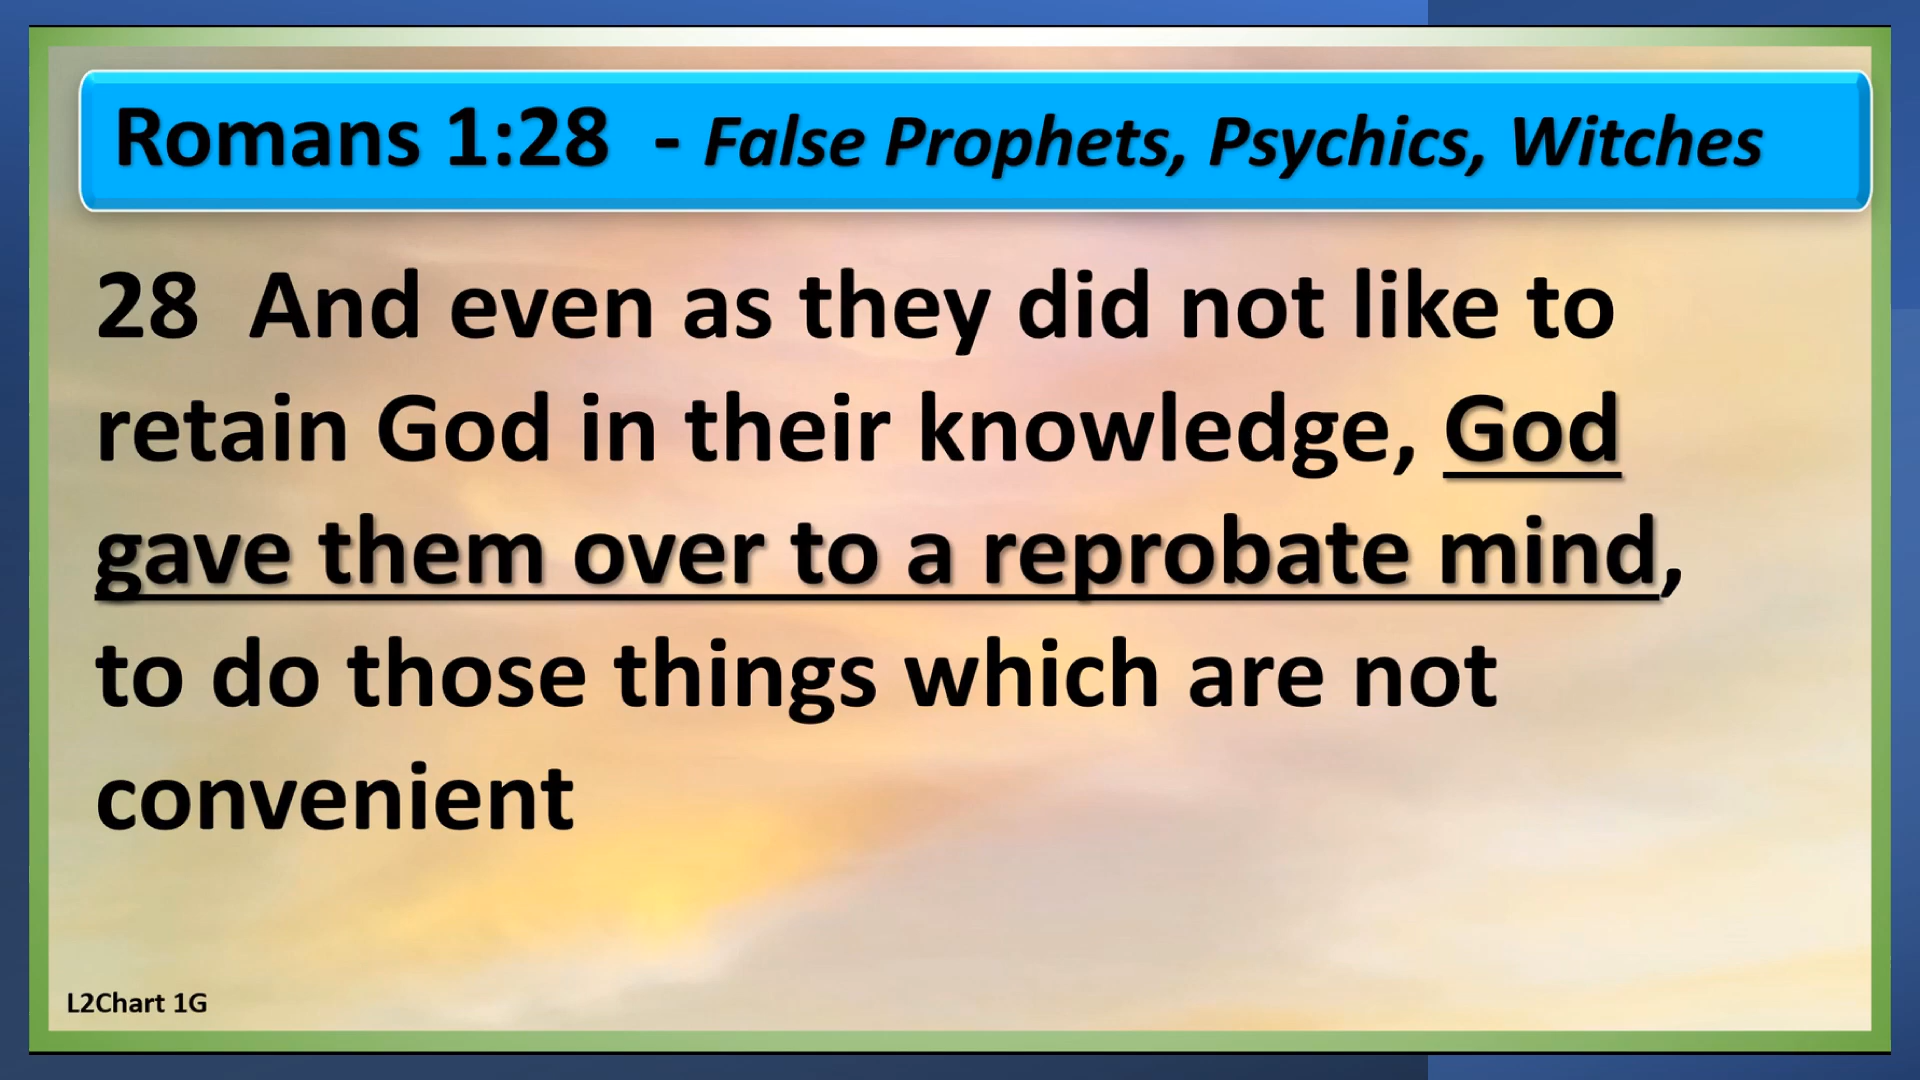 Romans 1:28 - False Prophets, Psychics, Witches
28 And even as they did not like to
retain God in their knowledge, God
gave them over to a reprobate mind,
to do those things which are not
convenient
L2Chart 1G